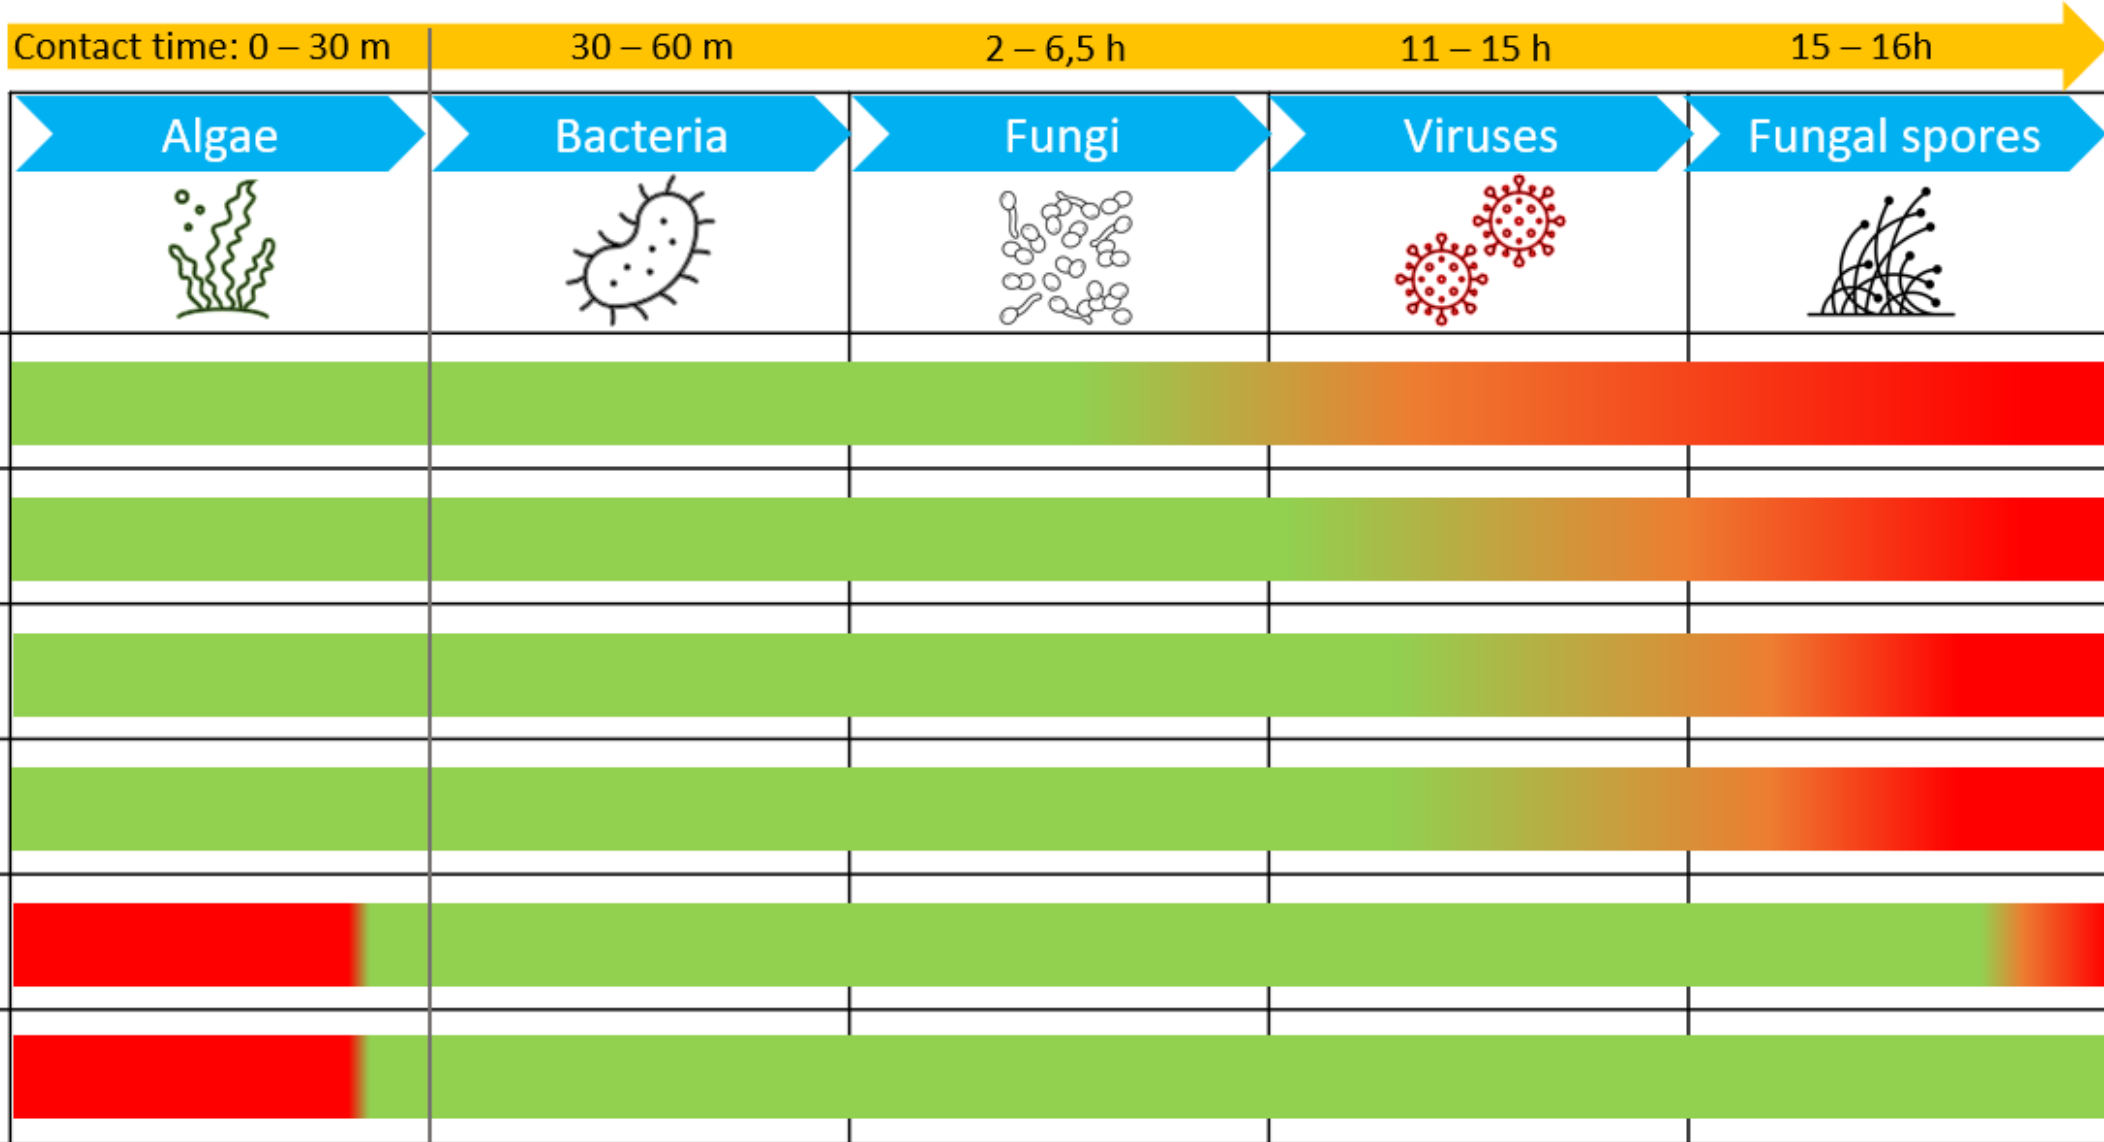 Contact time: 0 – 30 m
30 – 60 m
2 – 6,5 h
11 – 15 h
15 – 16h
Algae
Bacteria
Fungi
Viruses
Fungal spores